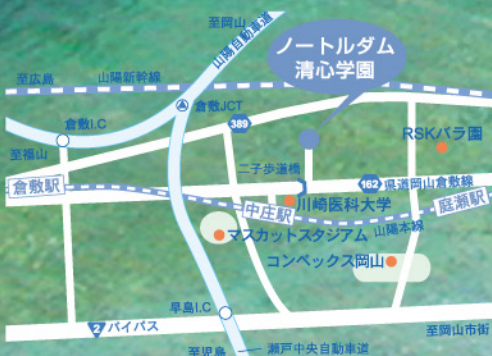 至岡山
山陽自動車道
ノートルダム
清心学園
至広島
山陽新幹線
倉敷JCT
倉敷I.C
389
RSKバラ園
至福山
二子歩道橋
倉敷駅
162
県道岡山倉敷線
川崎医科大学
庭瀬駅
中庄駅
山陽本線
マスカットスタジアム
コンベックス岡山
早島I.C
2
バイパス
至岡山市街
至児島
瀬戸中央自動車道